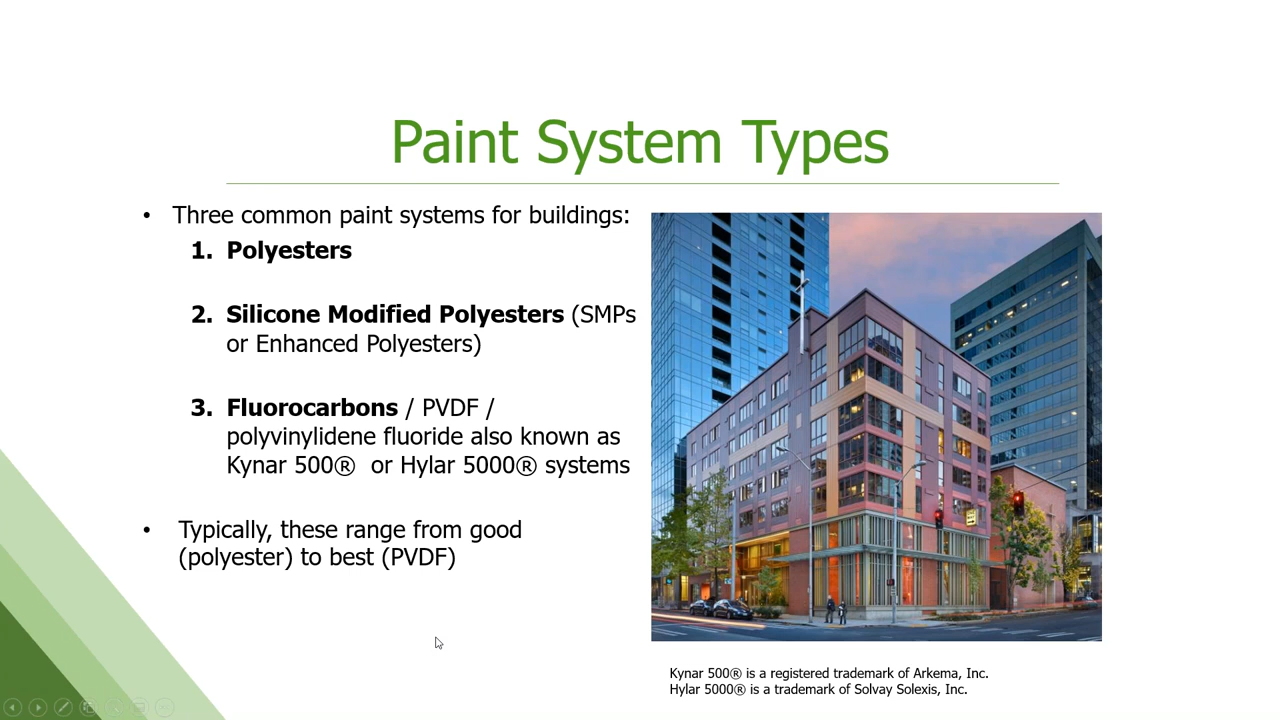 Paint System Types
• Three common paint systems for buildings:
1. Polyesters
2. Silicone Modified Polyesters (SMPs
or Enhanced Polyesters)
3. Fluorocarbons / PVDF /
polyvinylidene fluoride also known as
Kynar 500® or Hylar 5000® systems
• Typically, these range from good
(polyester) to best (PVDF)
Kynar 500® is a registered trademark of Arkema, Inc.
Hylar 5000® is a trademark of Solvay Solexis, Inc.